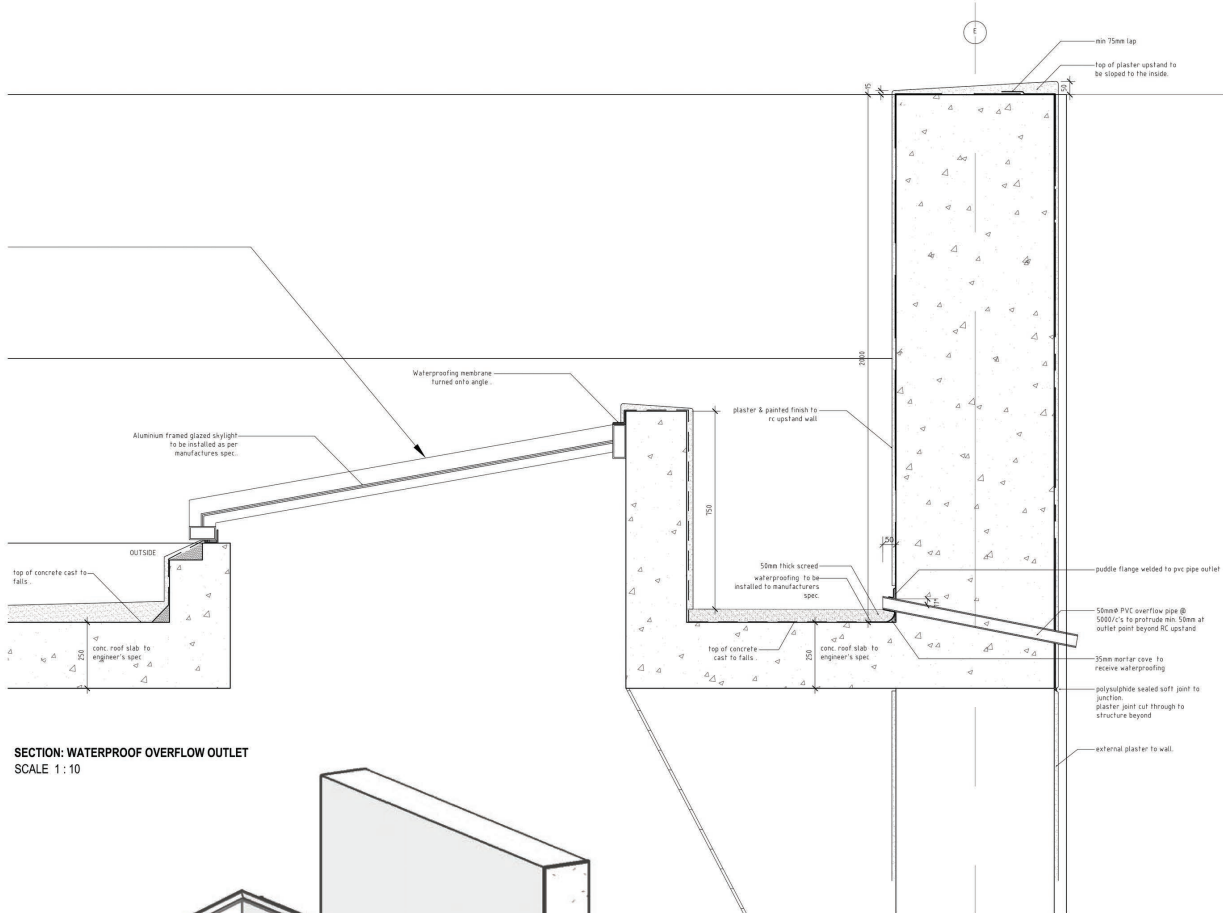 E
min 75mm lap
top of plaster upstand to
be sloped to the inside.
15
50
2000
Waterproofing membrane
turned onto angle .
Aluminium framed glazed skylight
to be installed as per
manufactures spec.
plaster & painted finish to
rc upstand wall
750
OUTSIDE
top of concrete cast to
falls .
50
50mm thick screed
waterproofing to be
installed to manufacturers
spec.
puddle flange welded to pvc pipe outlet
15
50mmΦ PVC overflow pipe @
5000/c's to protrude min. 50mm at
outlet point beyond RC upstand
250
conc. roof slab to
engineer's spec
top of concrete
cast to falls .
250
conc. roof slab to
engineer's spec
35mm mortar cove to
receive waterproofing
polysulphide sealed soft joint to
junction.
plaster joint cut through to
structure beyond
external plaster to wall.
SECTION: WATERPROOF OVERFLOW OUTLET
SCALE 1 : 10